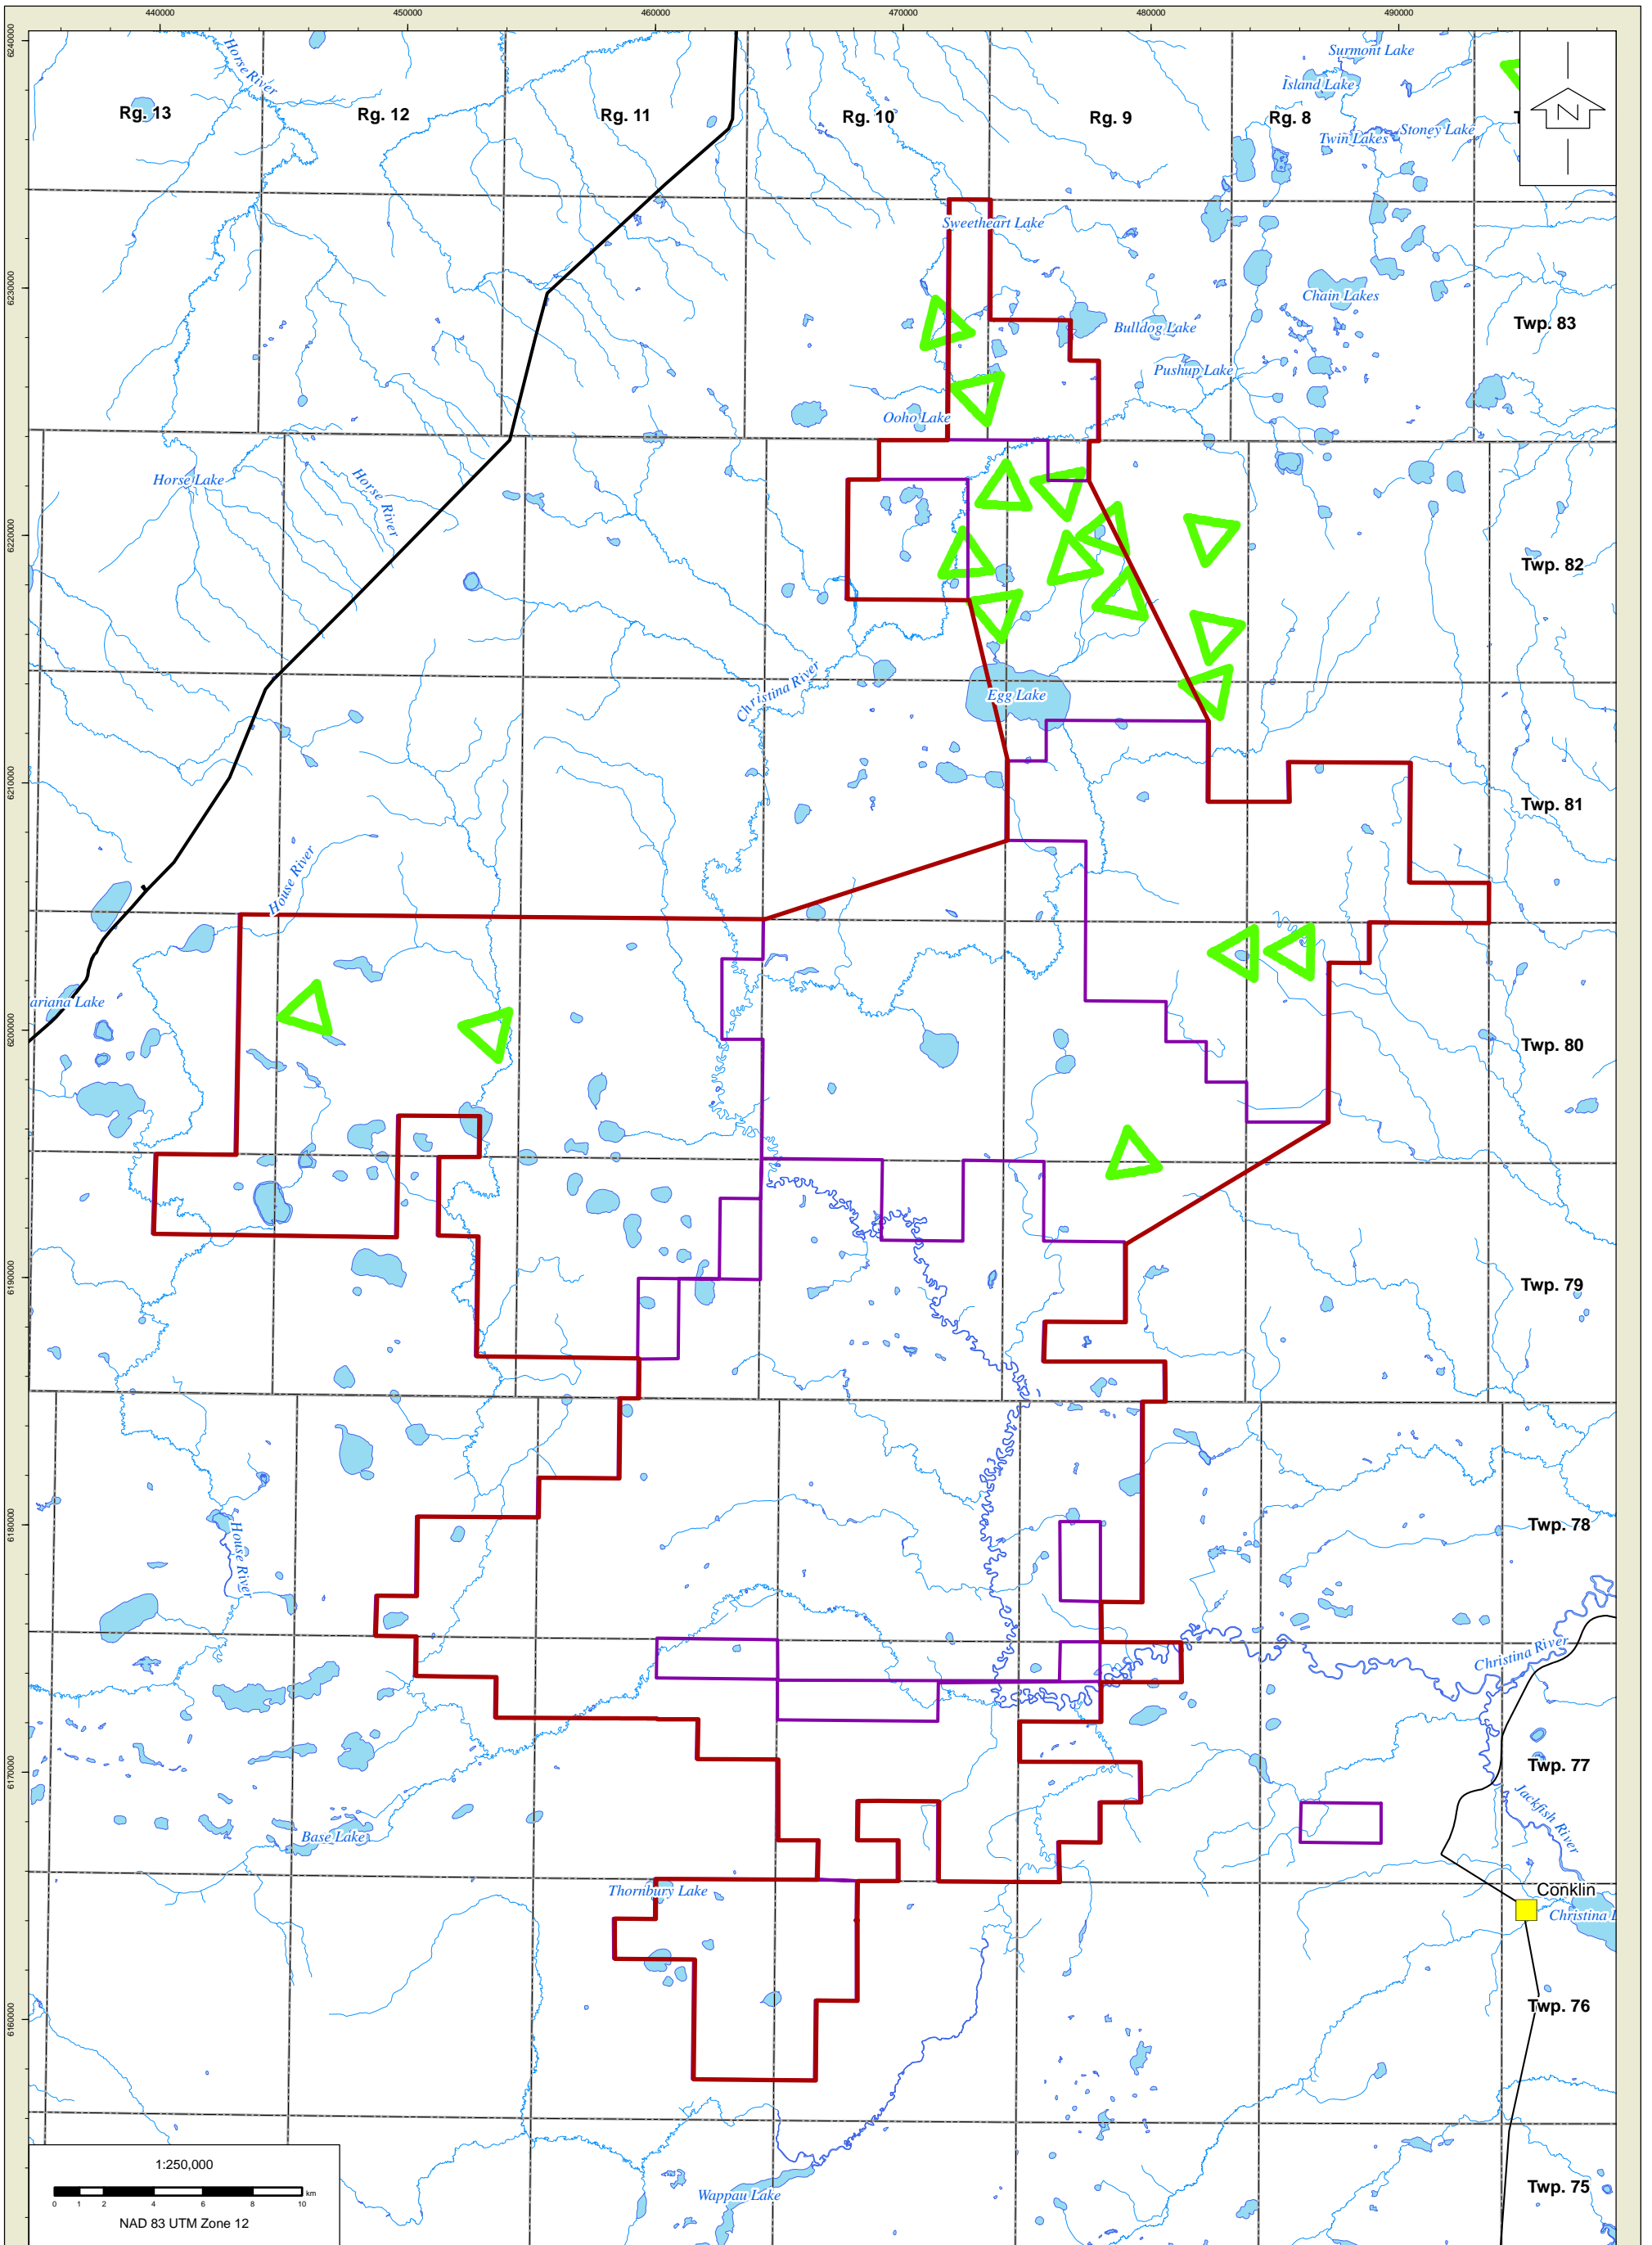 440000 450000 460000 470000 480000 490000
6240000
Horse River
Surmont Lake
Island Lake
Rg. 13 Rg. 12 Rg. 11 Rg. 10 Rg. 9 Rg. 8
N
Twin Lakes Stoney Lake
Sweetheart Lake
6230000
Chain Lakes
Bulldog Lake
Twp. 83
Pushup Lake
Ooho Lake
Horse Lake
Horse River
6220000
Twp. 82
Christina River
Egg Lake
6210000
Twp. 81
House River
ariana Lake
6200000
Twp. 80
6190000
Twp. 79
6180000
Twp. 78
House River
Christina River
6170000
Twp. 77
Jackfish River
Base Lake
Thornbury Lake
Conklin
Christina L
6160000
Twp. 76
1:250,000
0 1 2 4 6 8 10 km
NAD 83 UTM Zone 12
Wappau Lake
Twp. 75